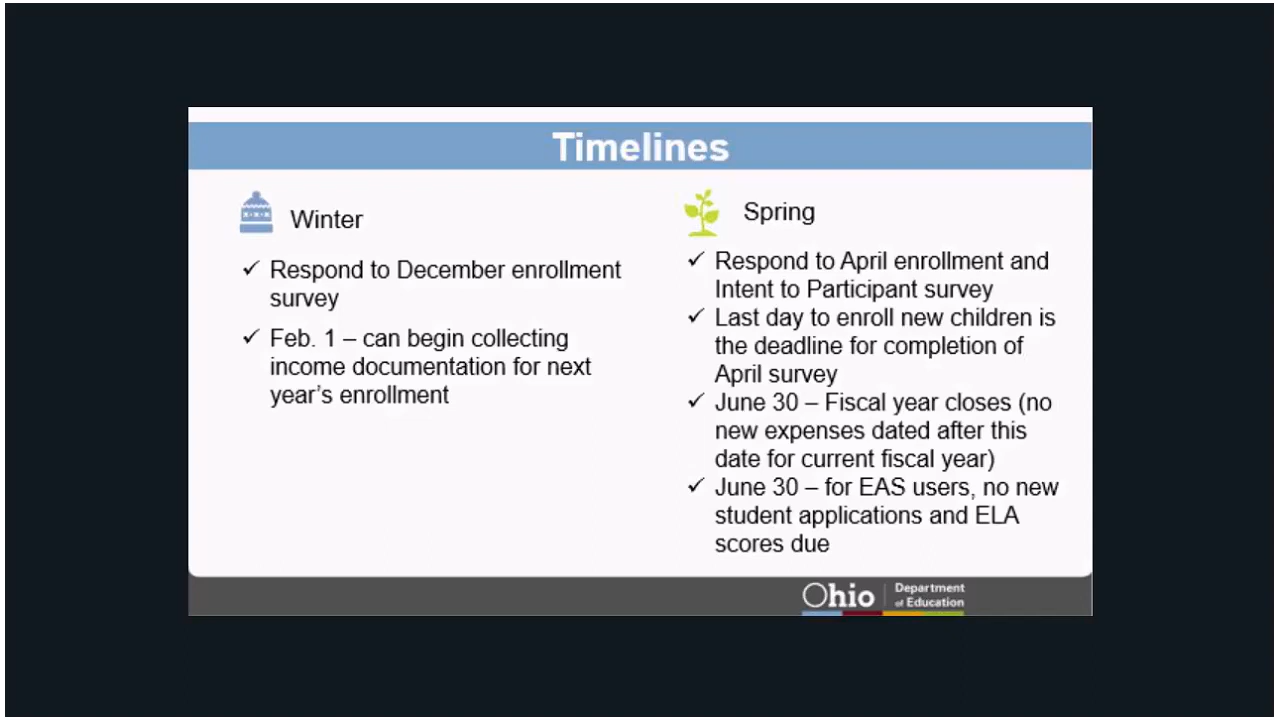 Timelines
Winter
✓ Respond to December enrollment
survey
✓ Feb. 1 – can begin collecting
income documentation for next
year's enrollment
Spring
✓ Respond to April enrollment and
Intent to Participant survey
✓ Last day to enroll new children is
the deadline for completion of
April survey
✓ June 30 – Fiscal year closes (no
new expenses dated after this
date for current fiscal year)
✓ June 30 – for EAS users, no new
student applications and ELA
scores due
Ohio
Department
of Education